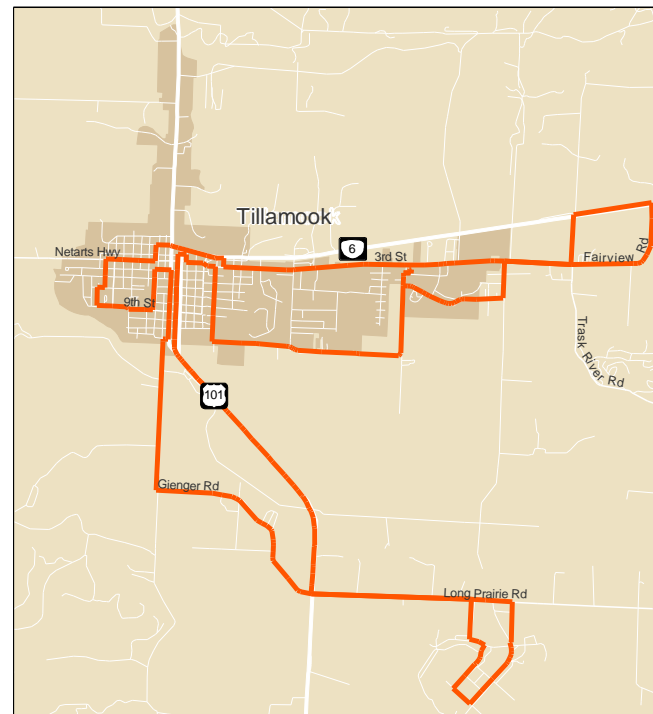 Tillamook
6
Netarts Hwy
3rd St
Fairview Rd
9th St
Trask River Rd
101
Gienger Rd
Long Prairie Rd